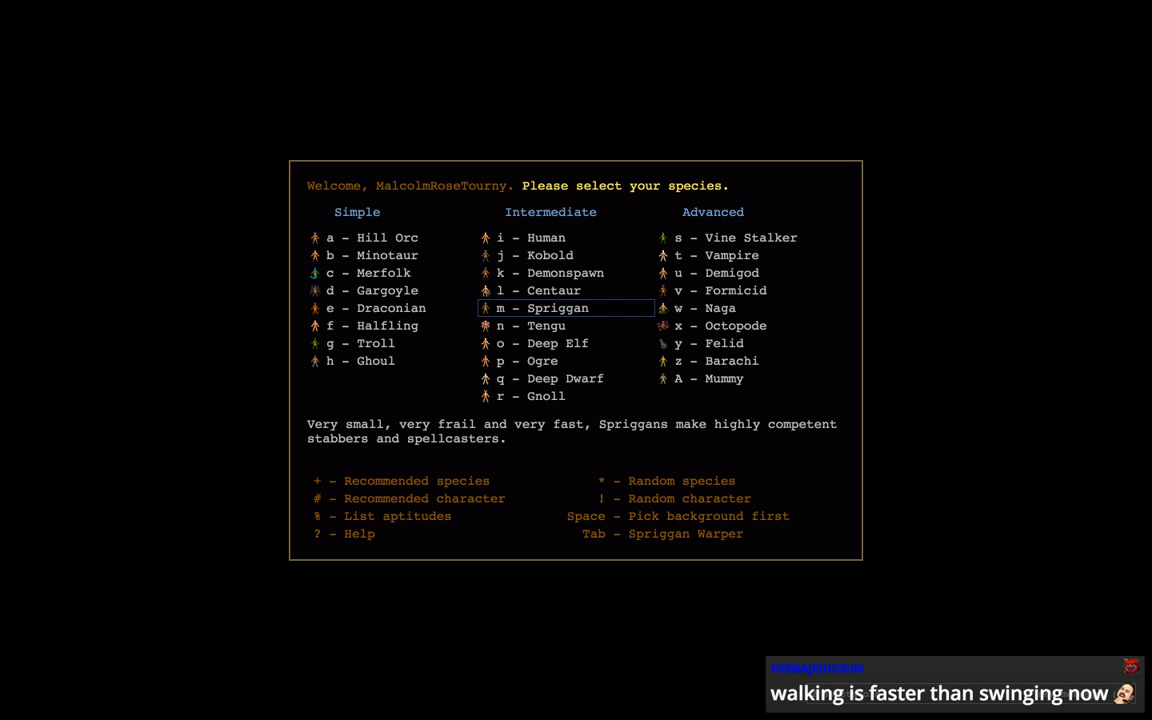 Welcome, MalcolmRoseTourny. Please select your species.
Simple Intermediate Advanced
a - Hill Orc i - Human s - Vine Stalker
b - Minotaur j - Kobold t - Vampire
c - Merfolk k - Demonspawn u - Demigod
d - Gargoyle l - Centaur v - Formicid
e - Draconian m - Spriggan w - Naga
f - Halfling n - Tengu x - Octopode
g - Troll o - Deep Elf y - Felid
h - Ghoul p - Ogre z - Barachi
q - Deep Dwarf A - Mummy
r - Gnoll
Very small, very frail and very fast, Spriggans make highly competent
stabbers and spellcasters.
+ - Recommended species * - Random species
# - Recommended character ! - Random character
% - List aptitudes Space - Pick background first
? - Help Tab - Spriggan Warper
walking is faster than swinging now